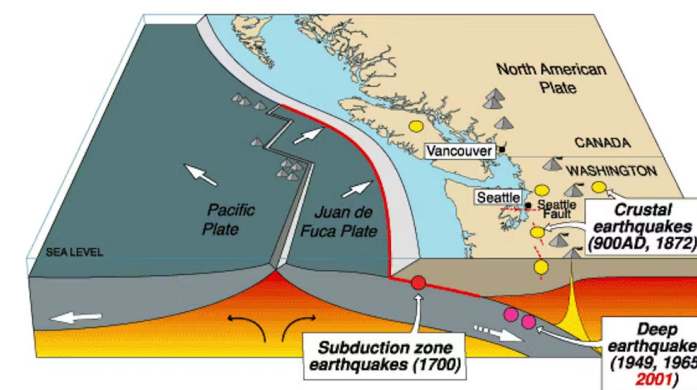 North American
Plate
CANADA
Vancouver
WASHINGTON
Seattle
Seattle
Fault
Crustal
earthquakes
(900AD, 1872)
Pacific
Plate
Juan de
Fuca Plate
SEA LEVEL
Subduction zone
earthquakes (1700)
Deep
earthquake
(1949, 1965
2001)